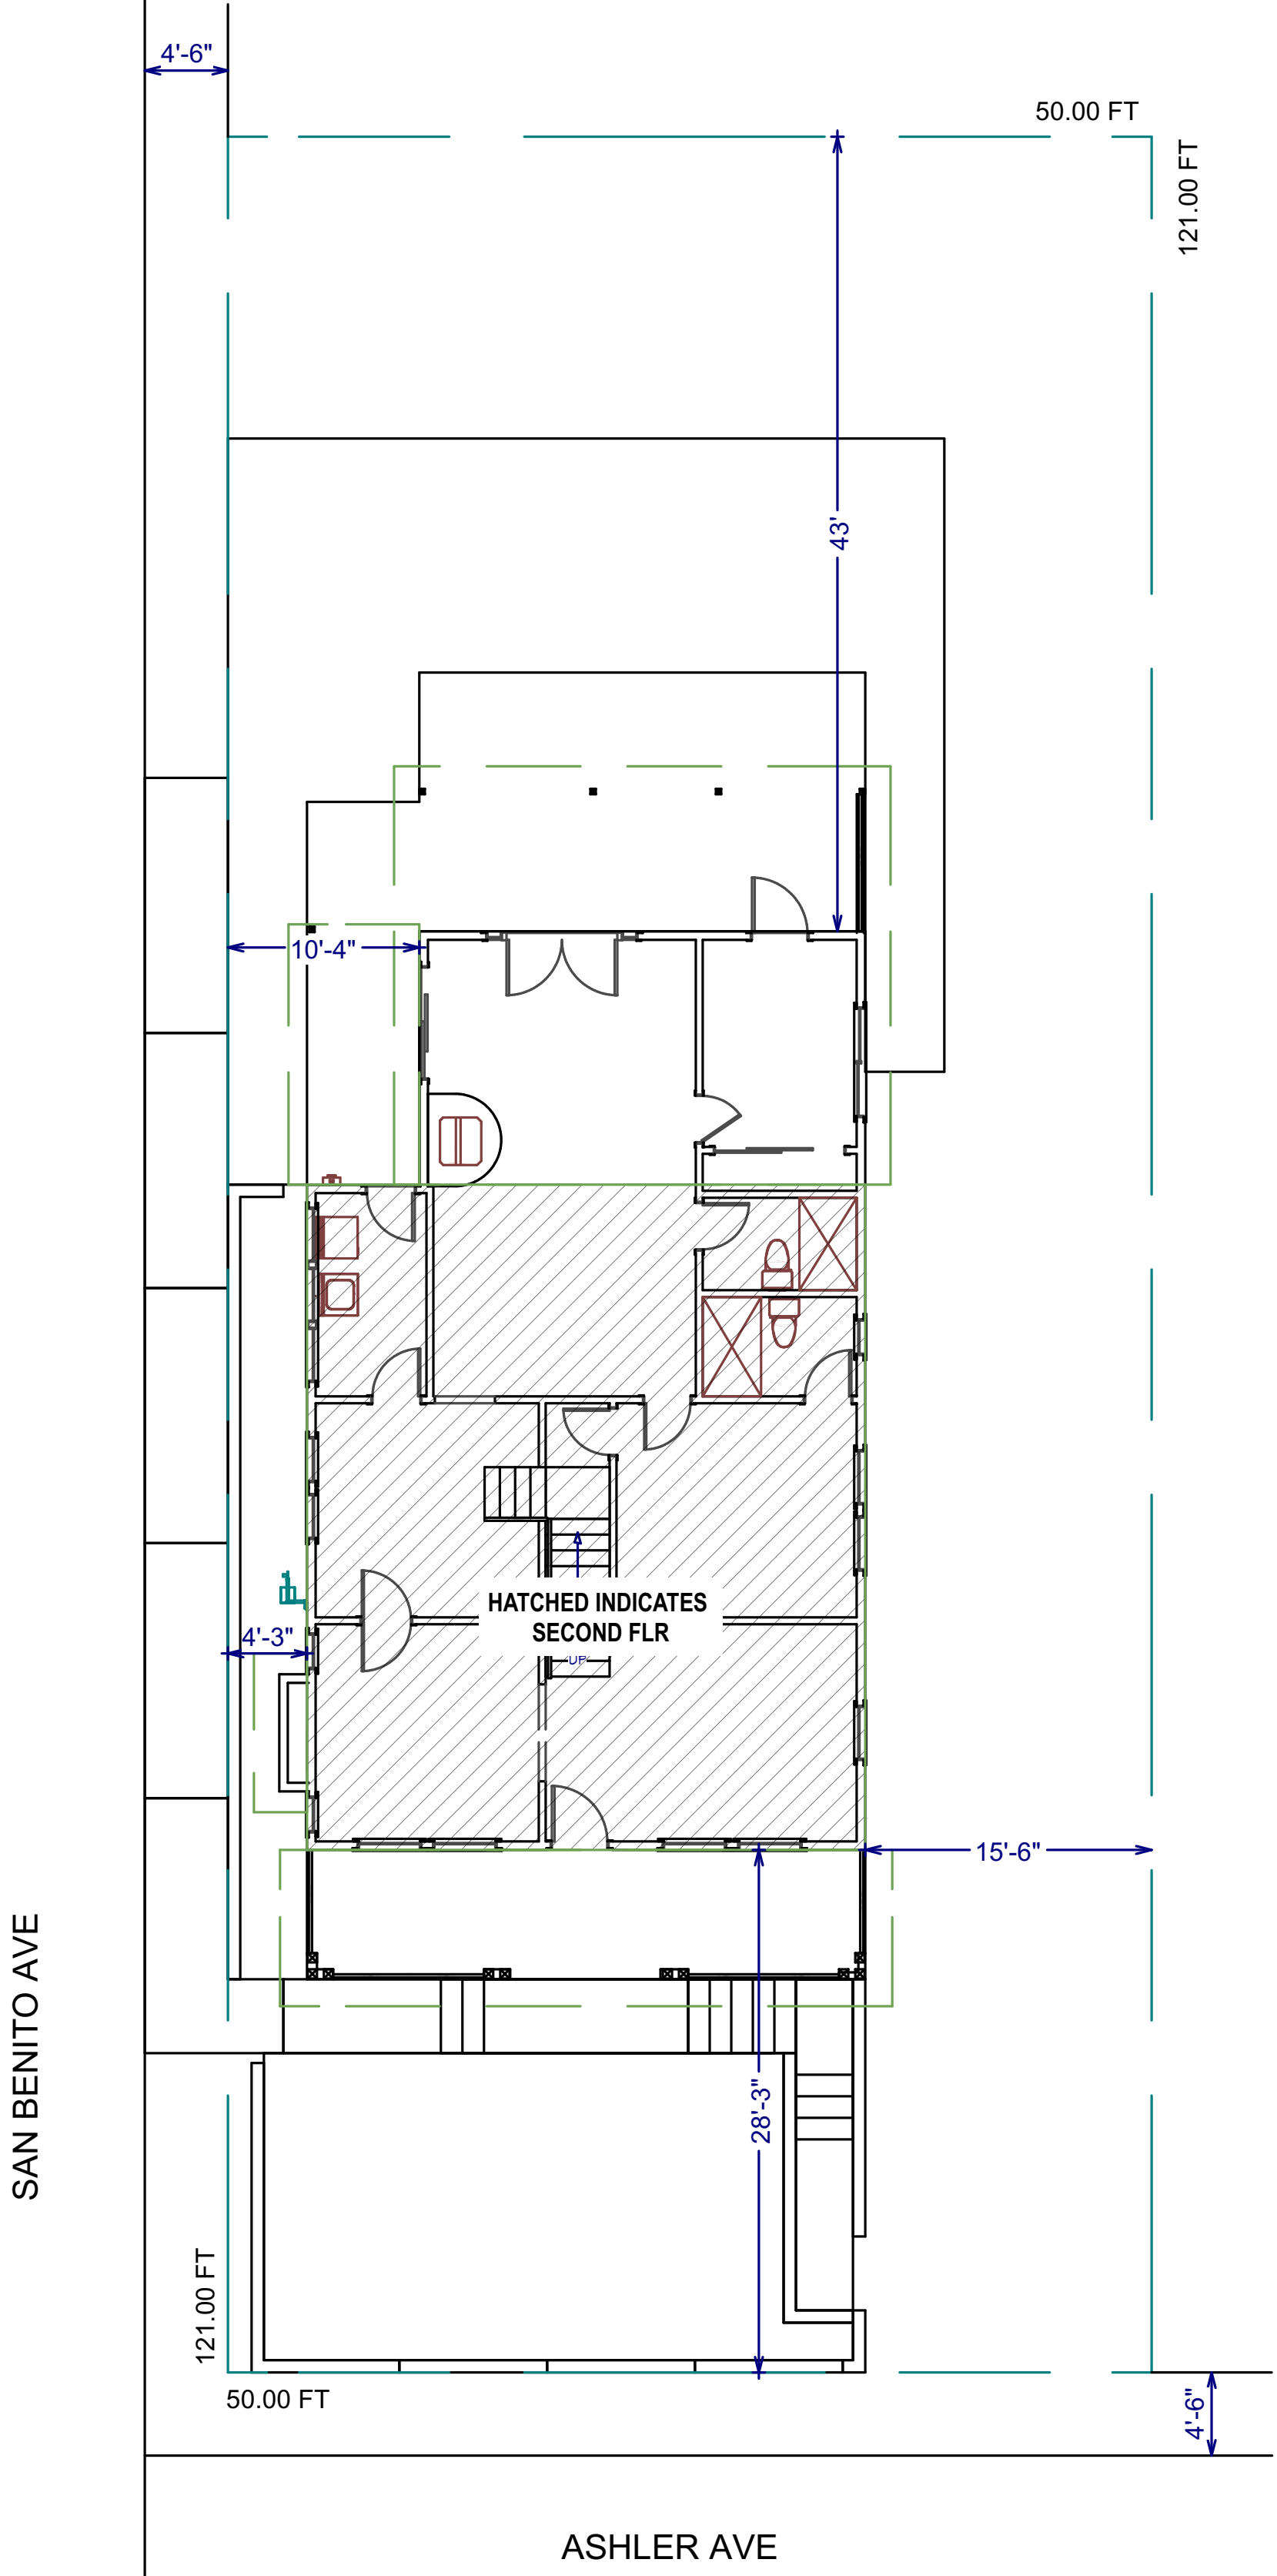 4'-6"
50.00 FT
121.00 FT
43'
10'-4"
HATCHED INDICATES
SECOND FLR
UP
4'-3"
15'-6"
28'-3"
SAN BENITO AVE
121.00 FT
50.00 FT
4'-6"
ASHLER AVE